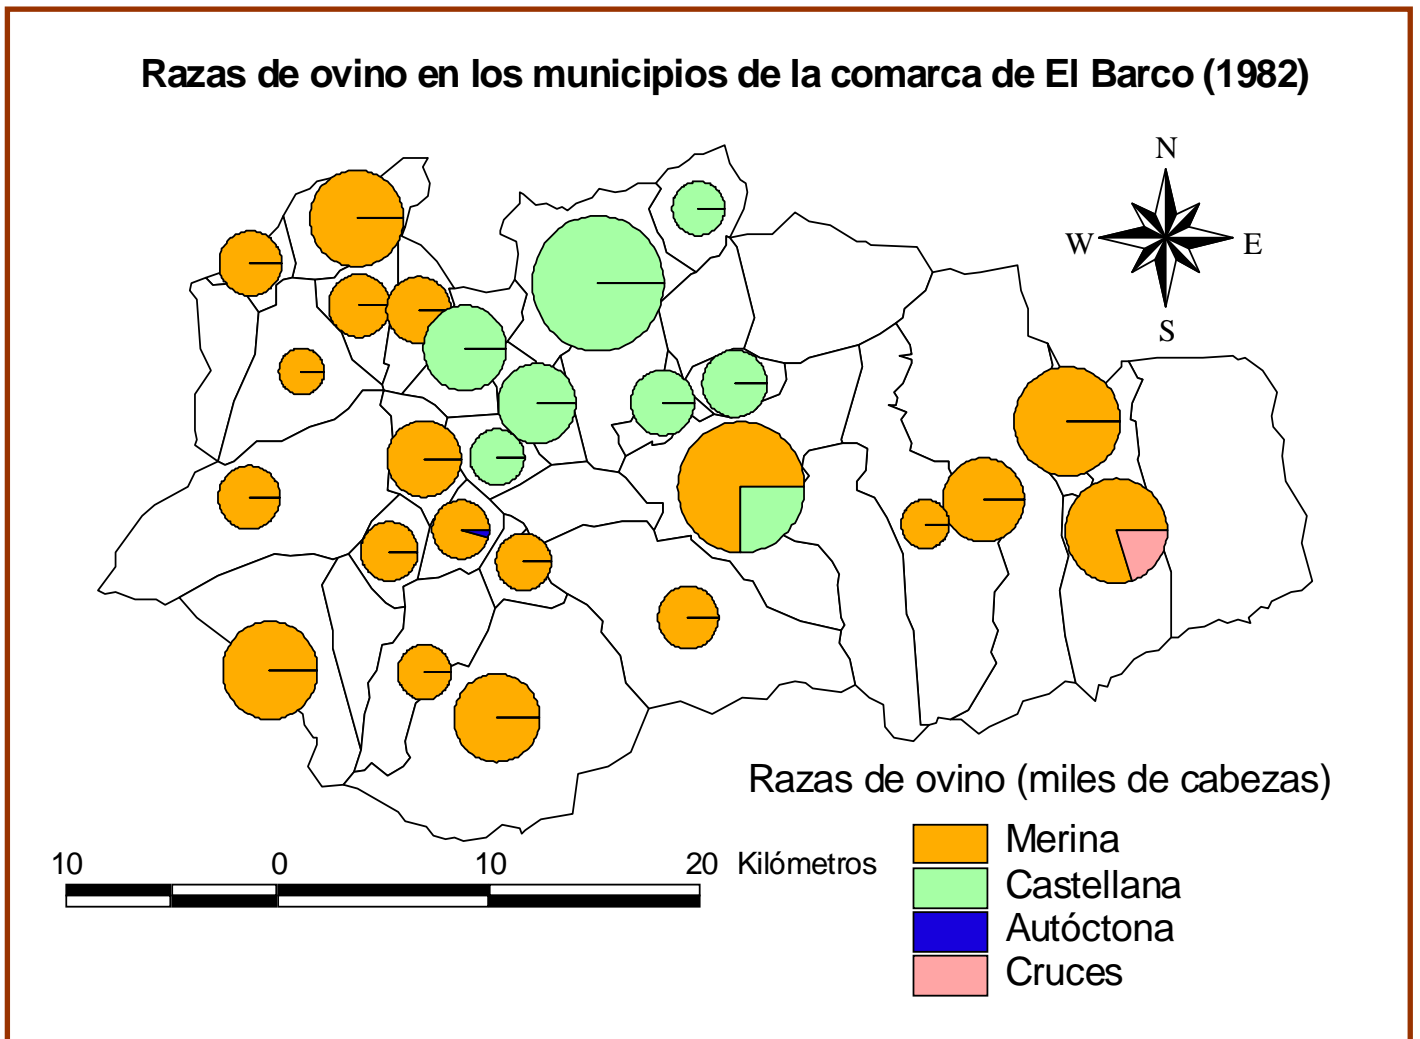 Razas de ovino en los municipios de la comarca de El Barco (1982)
N
W
E
S
Razas de ovino (miles de cabezas)
Merina
Castellana
Autóctona
Cruces
10 0 10 20 Kilómetros